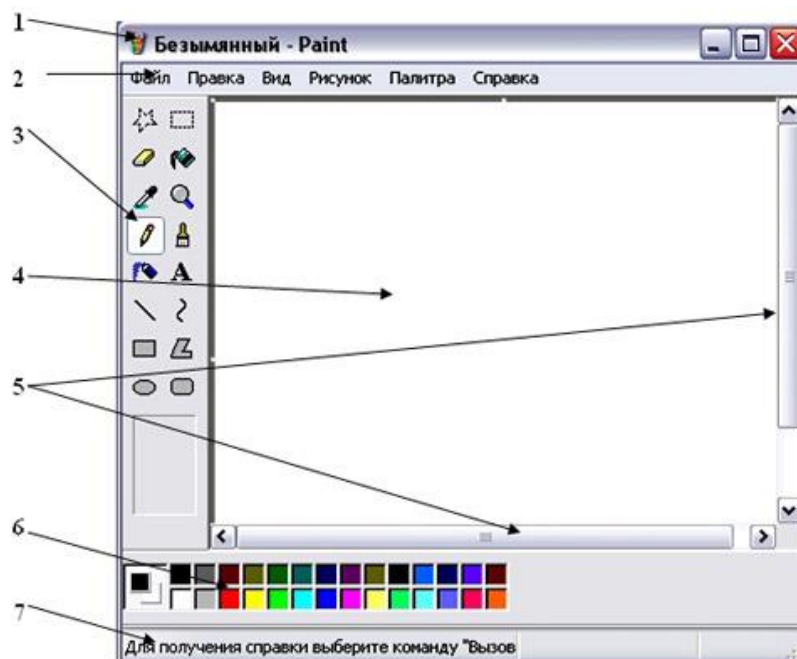 1
Безымянный - Paint
2
Файл Правка Вид Рисунок Палитра Справка
3
A
4
5
6
7
Для получения справки выберите команду "Вызов